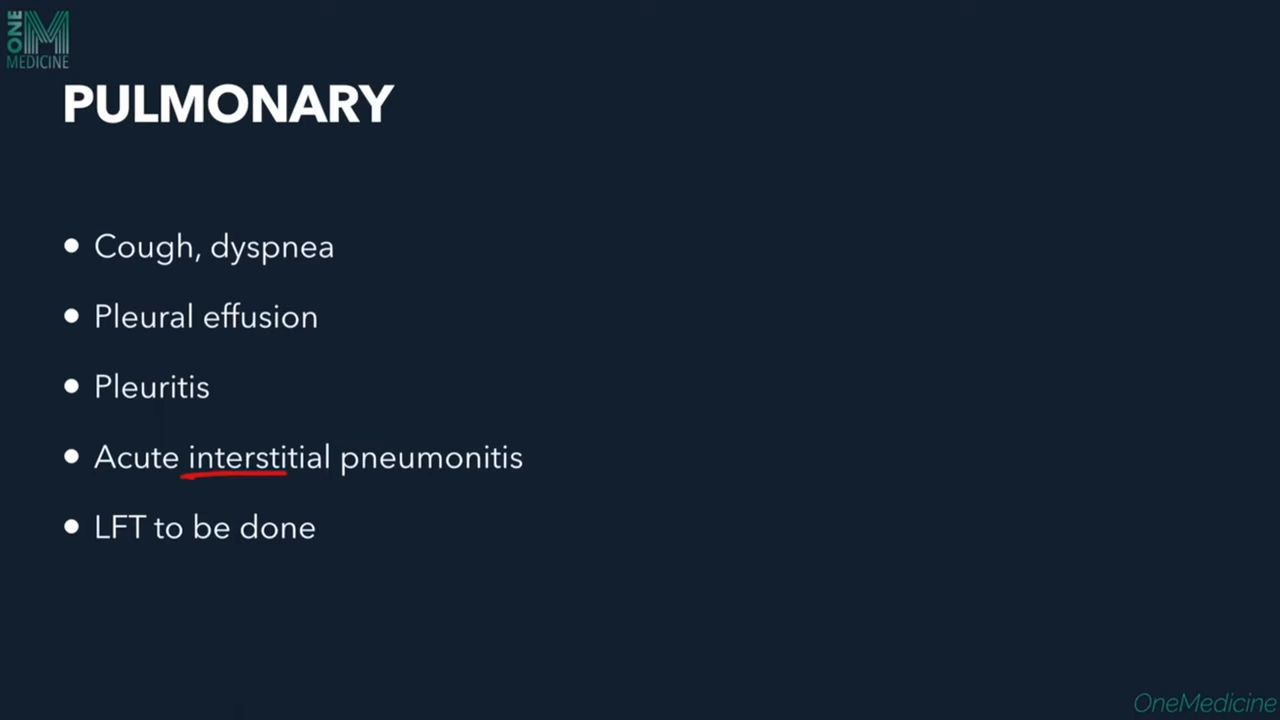 ONE
M
MEDICINE
PULMONARY
• Cough, dyspnea
• Pleural effusion
• Pleuritis
• Acute interstitial pneumonitis
• LFT to be done
OneMedicine